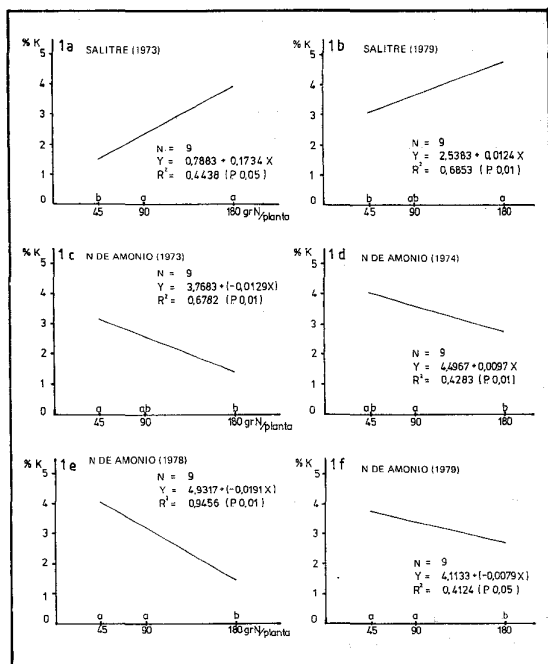 % K
1a SALITRE (1973)
5
4
3
2
1
0
N = 9
Y = 0,7883 + 0,1734 X
R² = 0,4438 (P 0,05)
b a a
45 90 180 gr N/planta
% K
1b SALITRE (1979)
5
4
3
2
1
0
N = 9
Y = 2,5383 + 0,0124 X
R² = 0,6853 (P 0,01)
b ab a
45 90 180
% K
1c N DE AMONIO (1973)
5
4
3
2
1
0
N = 9
Y = 3,7683 + (-0,0129X)
R² = 0,6782 (P 0,01)
a ab b
45 90 180 gr N/planta
1d N DE AMONIO (1974)
5
4
3
2
1
0
N = 9
Y = 4,4967 + 0,0097 X
R² = 0,4283 (P 0,01)
ab a b
45 90 180
% K
1e N DE AMONIO (1978)
5
4
3
2
1
0
N = 9
Y = 4,9317 + (-0,0191X)
R² = 0,9456 (P 0,01)
a a b
45 90 180 gr N/planta
% K
1f N DE AMONIO (1979)
5
4
3
2
1
0
N = 9
Y = 4,1133 + (-0,0079X)
R² = 0,4124 (P 0,05)
a a b
45 90 180